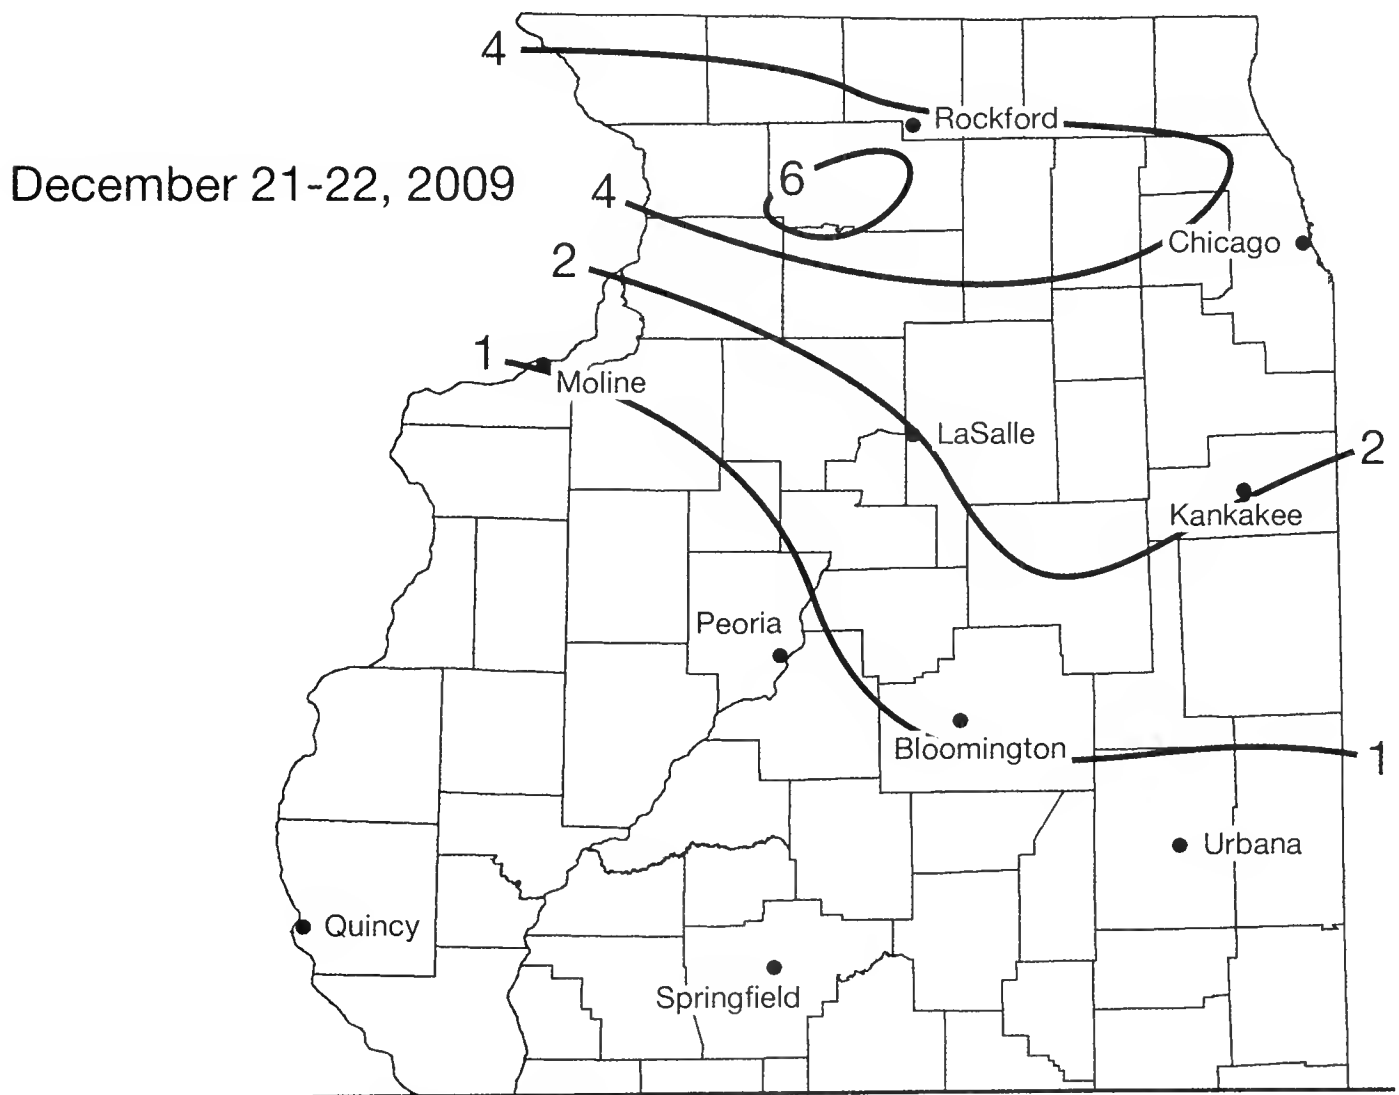 4
Rockford
6
December 21-22, 2009
4
Chicago
2
1
Moline
LaSalle
2
Kankakee
Peoria
Bloomington
1
Urbana
Quincy
Springfield